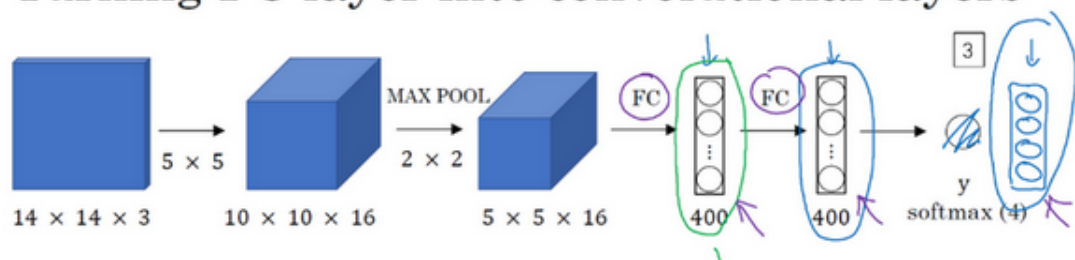 3
FC
FC
MAX POOL
5 × 5
2 × 2
y
14 × 14 × 3
10 × 10 × 16
5 × 5 × 16
400
400
softmax (4)